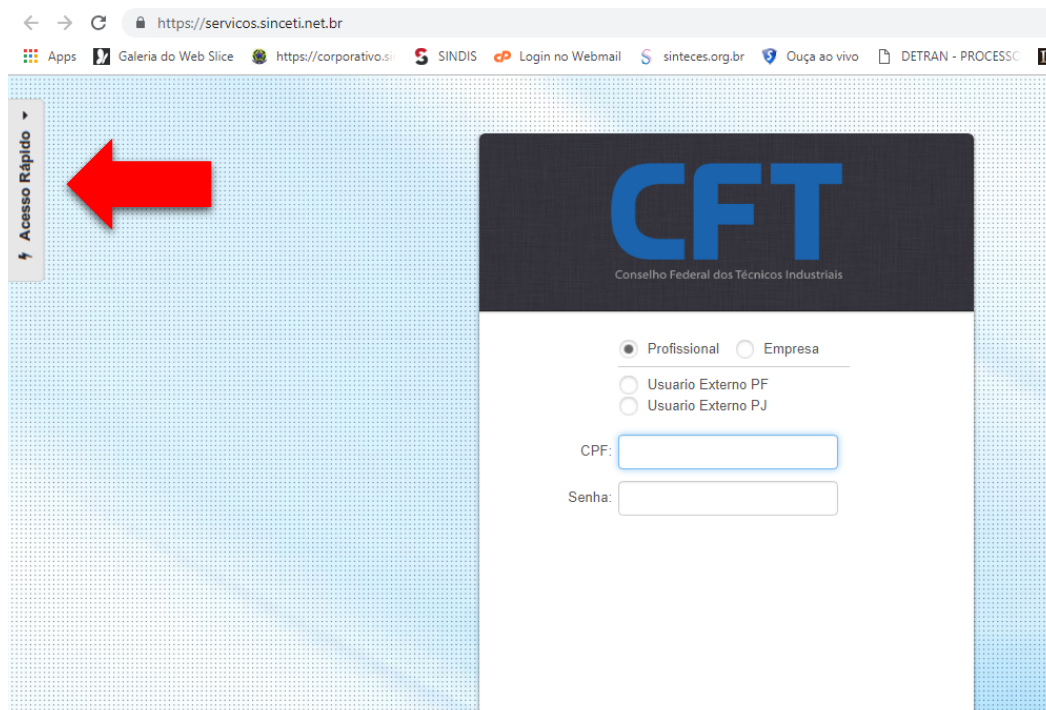 https://servicos.sinceti.net.br
Apps Galeria do Web Slice https://corporativo.si SINDIS cP Login no Webmail sinteces.org.br Ouça ao vivo DETRAN - PROCESSO
Acesso Rápido
CFT
Conselho Federal dos Técnicos Industriais
Profissional Empresa
Usuario Externo PF
Usuario Externo PJ
CPF:
Senha: